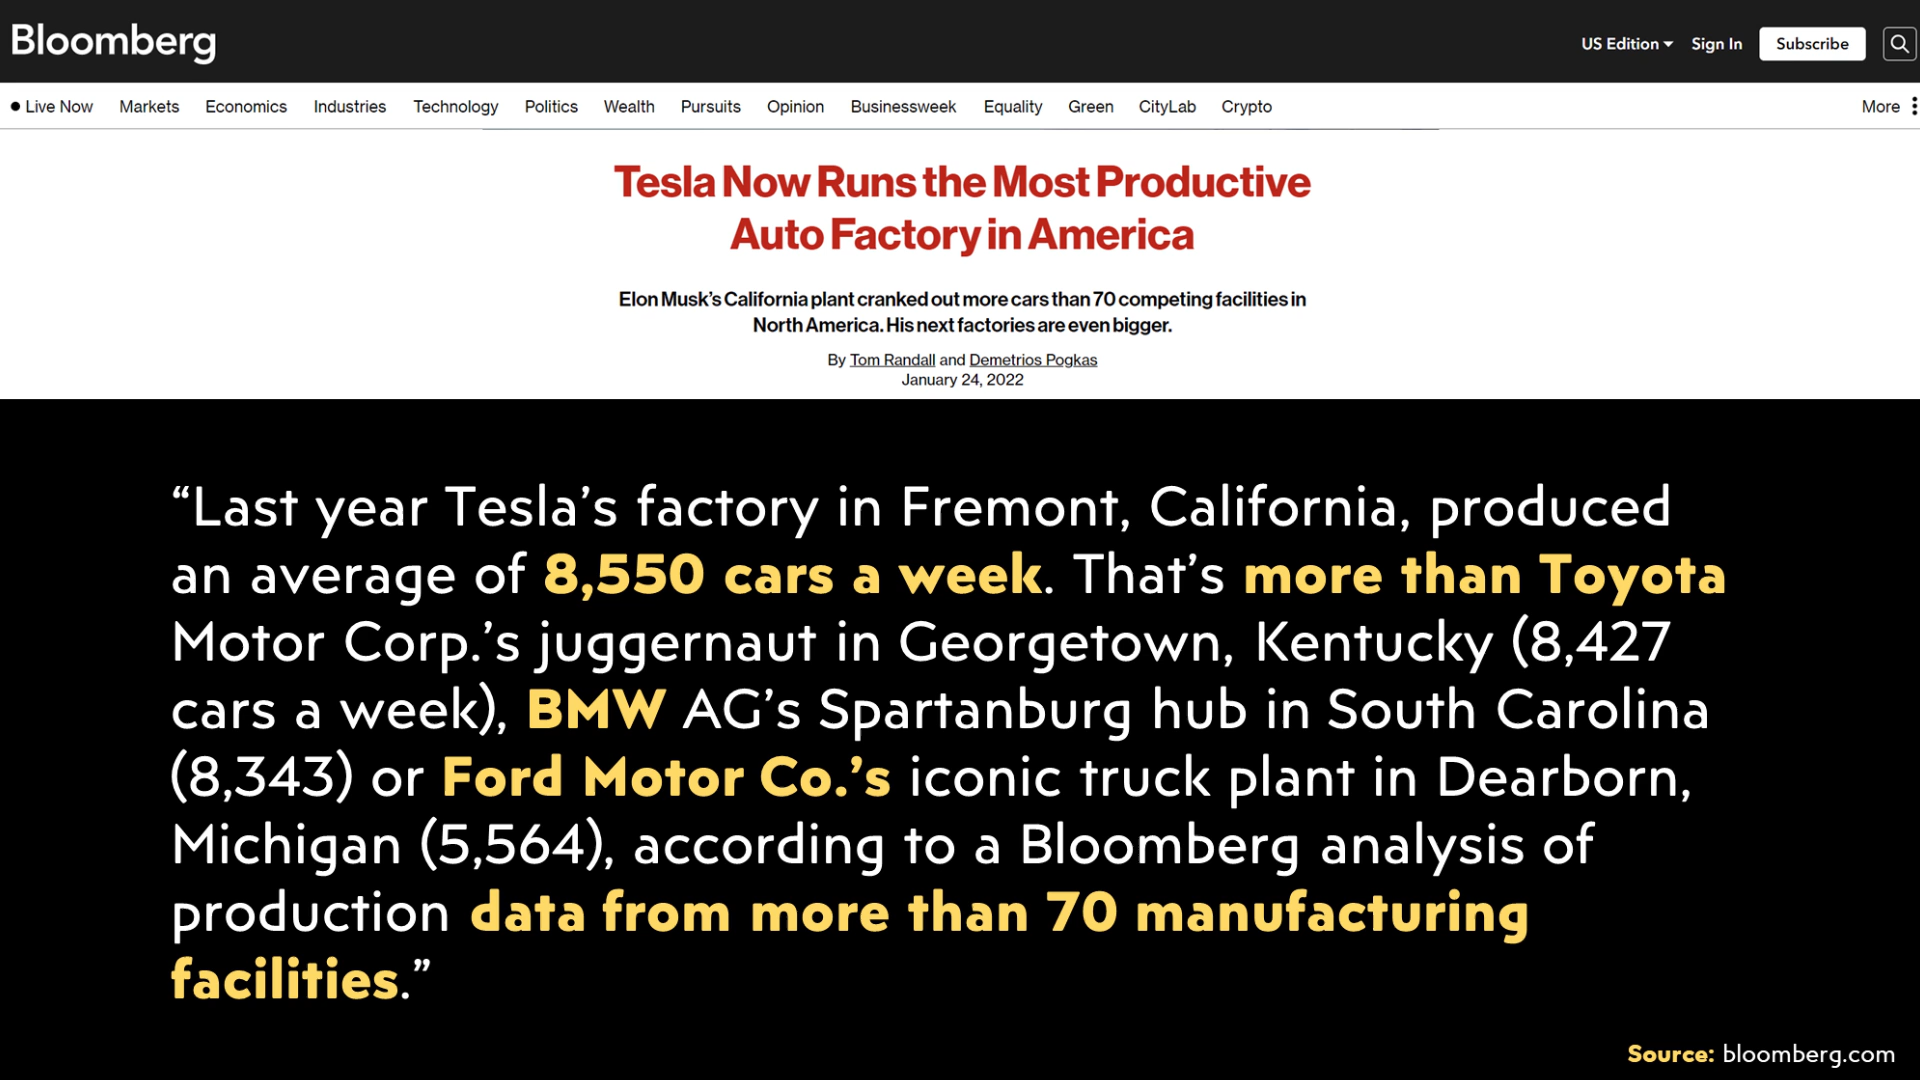 Bloomberg
US Edition Sign In Subscribe
Live Now Markets Economics Industries Technology Politics Wealth Pursuits Opinion Businessweek Equality Green CityLab Crypto More
Tesla Now Runs the Most Productive
Auto Factory in America
Elon Musk's California plant cranked out more cars than 70 competing facilities in
North America. His next factories are even bigger.
By Tom Randall and Demetrios Pogkas
January 24, 2022
“Last year Tesla’s factory in Fremont, California, produced
an average of 8,550 cars a week. That’s more than Toyota
Motor Corp.’s juggernaut in Georgetown, Kentucky (8,427
cars a week), BMW AG’s Spartanburg hub in South Carolina
(8,343) or Ford Motor Co.’s iconic truck plant in Dearborn,
Michigan (5,564), according to a Bloomberg analysis of
production data from more than 70 manufacturing
facilities.”
Source: bloomberg.com